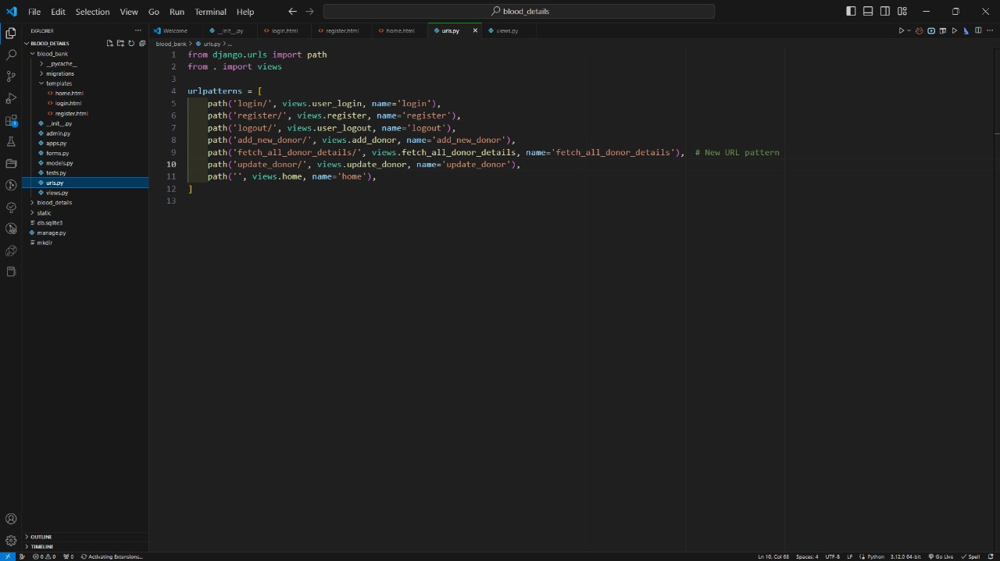 File Edit Selection View Go Run Terminal Help
blood_details
EXPLORER
BLOOD_DETAILS
blood_bank
__pycache__
migrations
templates
home.html
login.html
register.html
__init__.py
admin.py
apps.py
forms.py
models.py
tests.py
urls.py
views.py
blood_details
static
db.sqlite3
manage.py
mkdir
OUTLINE
TIMELINE
Welcome __init__.py login.html register.html home.html urls.py views.py
blood_bank > urls.py > ...
1 from django.urls import path
2 from . import views
3
4 urlpatterns = [
5 path('login/', views.user_login, name='login'),
6 path('register/', views.register, name='register'),
7 path('logout/', views.user_logout, name='logout'),
8 path('add_new_donor/', views.add_donor, name='add_new_donor'),
9 path('fetch_all_donor_details/', views.fetch_all_donor_details, name='fetch_all_donor_details'), # New URL pattern
10 path('update_donor/', views.update_donor, name='update_donor'),
11 path('', views.home, name='home'),
12 ]
13
0 0 0 Activating Extensions... Ln 10, Col 68 Spaces: 4 UTF-8 LF Python 3.12.0 64-bit Go Live Spell